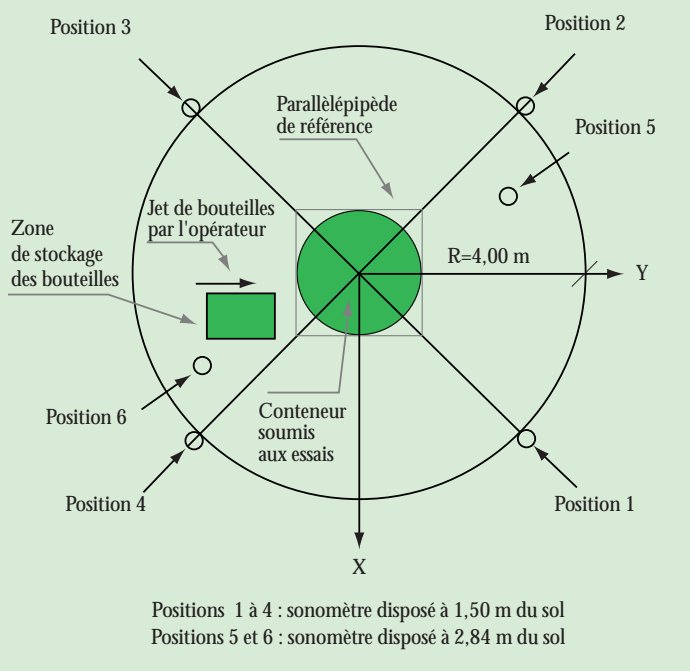 Position 3
Position 2
Parallèlépipède
de référence
Position 5
Jet de bouteilles
par l'opérateur
Zone
de stockage
des bouteilles
R=4,00 m
Y
Position 6
Conteneur
soumis
aux essais
Position 4
Position 1
X
Positions 1 à 4 : sonomètre disposé à 1,50 m du sol
Positions 5 et 6 : sonomètre disposé à 2,84 m du sol